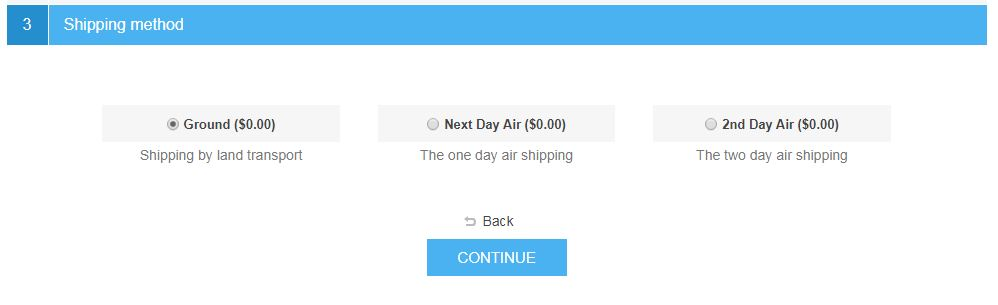 3 Shipping method
Ground ($0.00) Next Day Air ($0.00) 2nd Day Air ($0.00)
Shipping by land transport The one day air shipping The two day air shipping
Back
CONTINUE